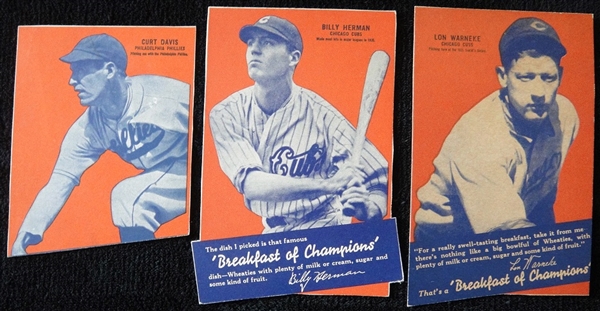 CURT DAVIS
PHILADELPHIA PHILLIES
BILLY HERMAN
CHICAGO CUBS
Cubs
The dish I picked is that famous
'Breakfast of Champions'
dish—Wheaties with plenty of milk or cream, sugar and
some kind of fruit.
Billy Herman
LON WARNEKE
CHICAGO CUBS
"For a really swell-tasting breakfast, take it from me
there's nothing like a big bowlful of Wheaties, with
plenty of milk or cream, sugar and some kind of fruit."
Lon Warneke
That's a 'Breakfast of Champions'